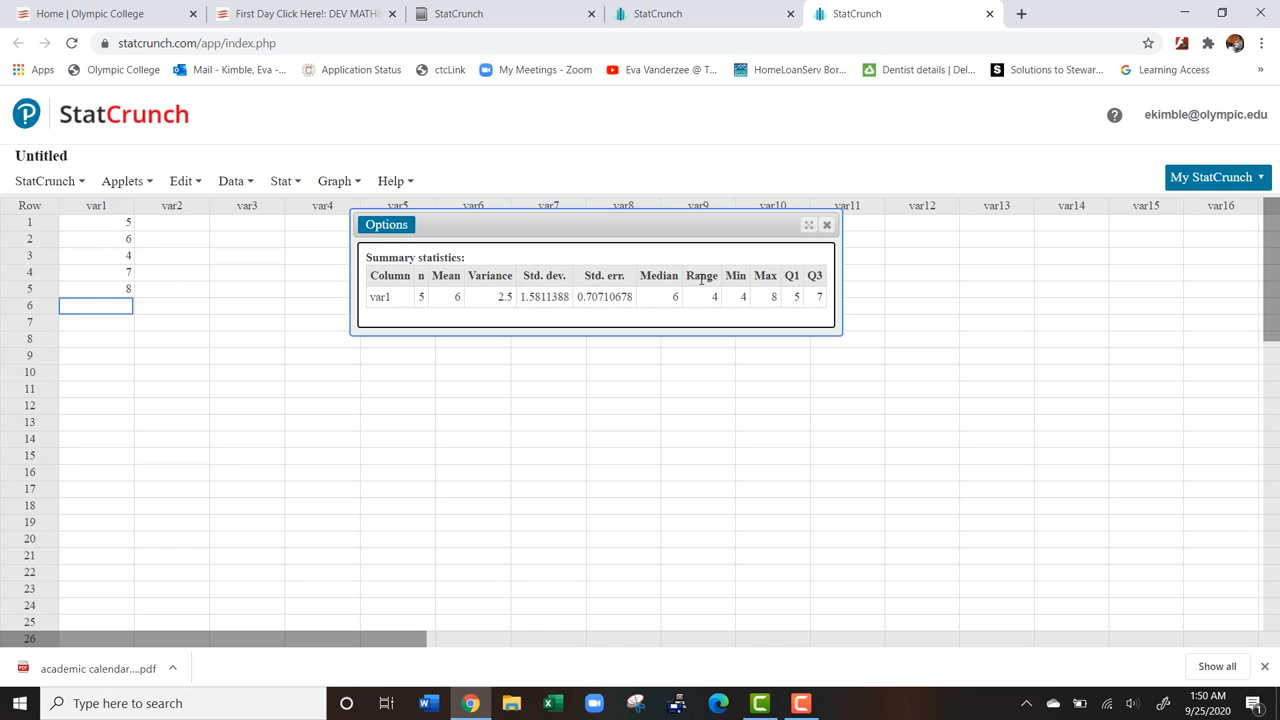 Home | Olympic College
First Day Click Here!: DEV MATH
StatCrunch
StatCrunch
StatCrunch
statcrunch.com/app/index.php
Apps
Olympic College
Mail - Kimble, Eva -...
Application Status
ctcLink
My Meetings - Zoom
Eva Vanderzee @ T...
HomeLoanServ Bor...
Dentist details | Del...
Solutions to Stewar...
Learning Access
»
StatCrunch
ekimble@olympic.edu
Untitled
StatCrunch Applets Edit Data Stat Graph Help
My StatCrunch
Row var1 var2 var3 var4 var5 var6 var7 var8 var9 var10 var11 var12 var13 var14 var15 var16
1 5
2 6
3 4
4 7
5 8
6
7
8
9
10
11
12
13
14
15
16
17
18
19
20
21
22
23
24
25
26
Options
Summary statistics:
Column n Mean Variance Std. dev. Std. err. Median Range Min Max Q1 Q3
var1 5 6 2.5 1.5811388 0.70710678 6 4 4 8 5 7
academic calendar....pdf
Show all
Type here to search
1:50 AM
9/25/2020